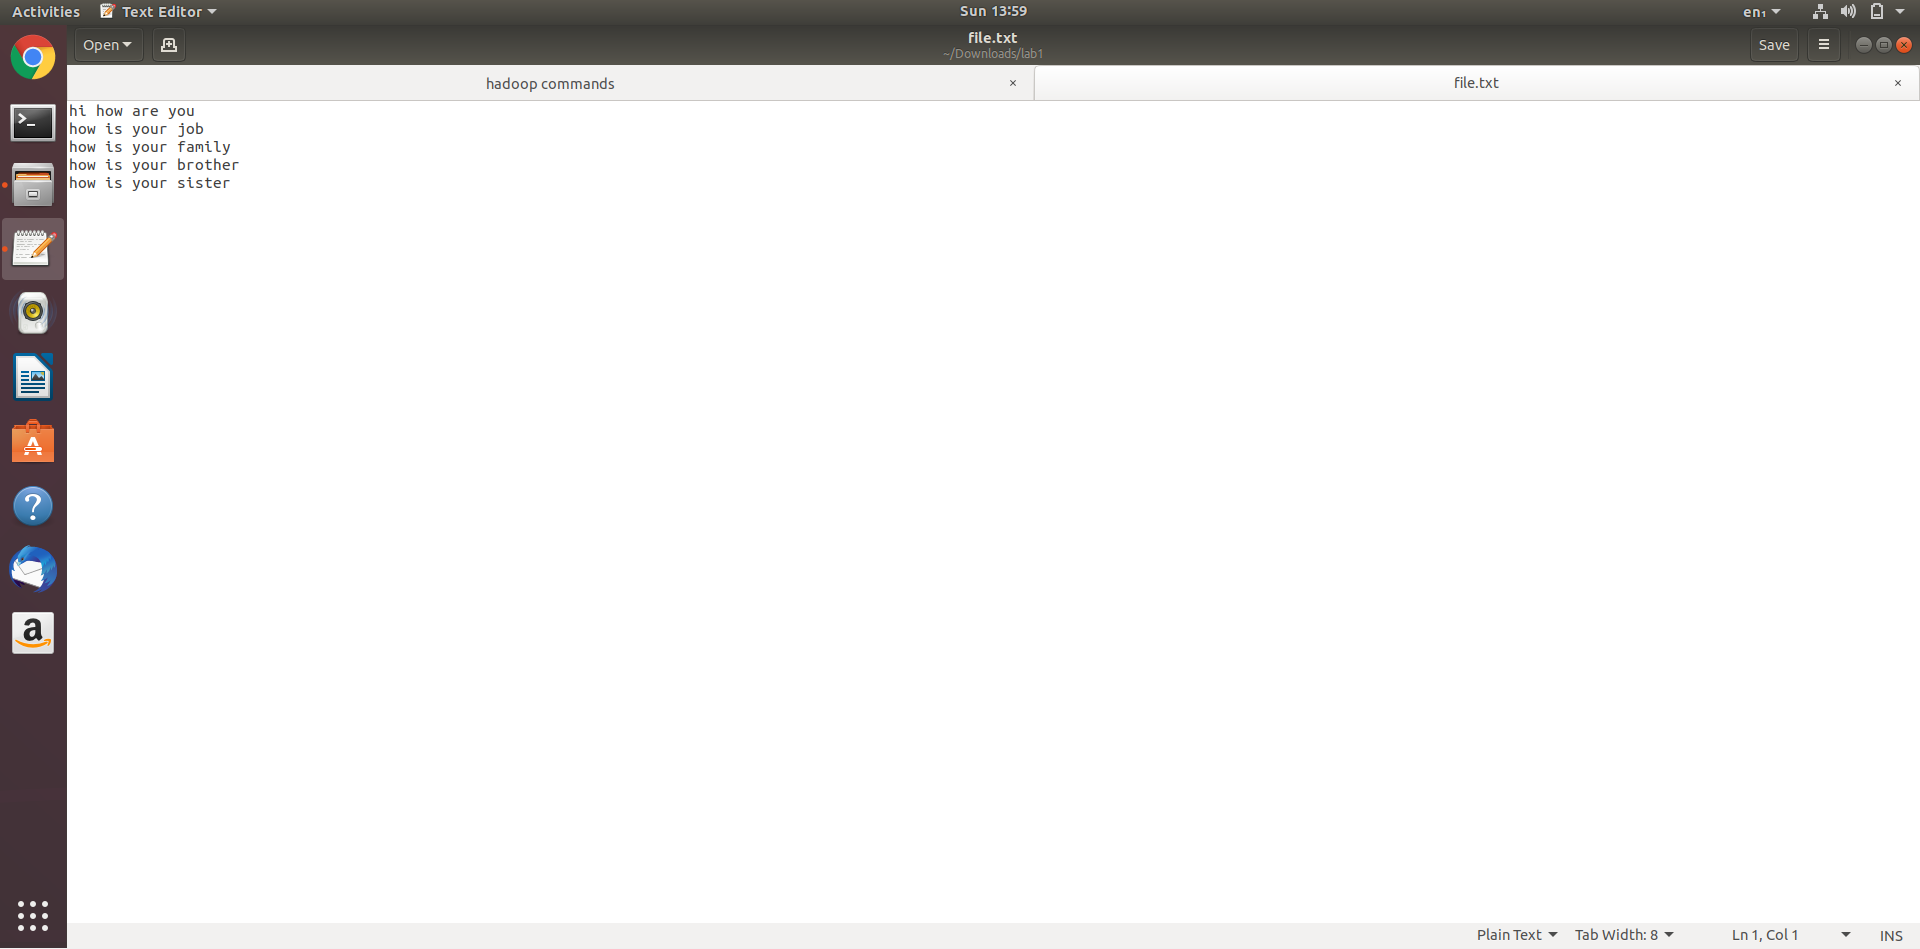 Activities Text Editor Sun 13:59 en₁
Open file.txt Save
~/Downloads/lab1
hadoop commands × file.txt ×
hi how are you
how is your job
how is your family
how is your brother
how is your sister
Plain Text Tab Width: 8 Ln 1, Col 1 INS